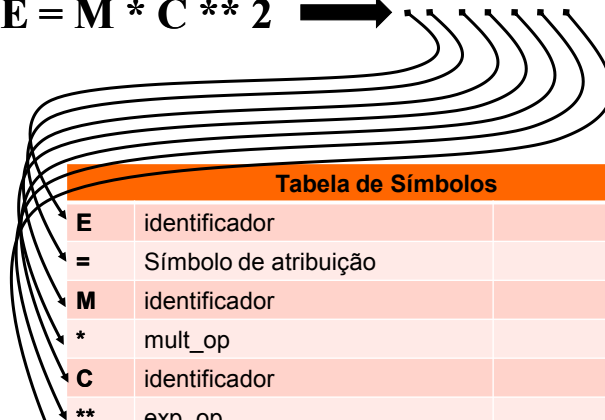 E = M * C ** 2
Tabela de Símbolos
E identificador
= Símbolo de atribuição
M identificador
* mult_op
C identificador
** exp_op